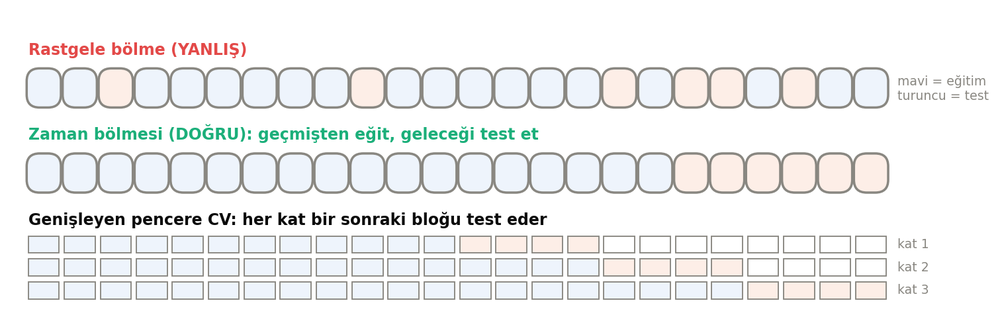 Rastgele bölme (YANLIŞ)
mavi = eğitim
turuncu = test
Zaman bölmesi (DOĞRU): geçmişten eğit, geleceği test et
Genişleyen pencere CV: her kat bir sonraki bloğu test eder
kat 1
kat 2
kat 3